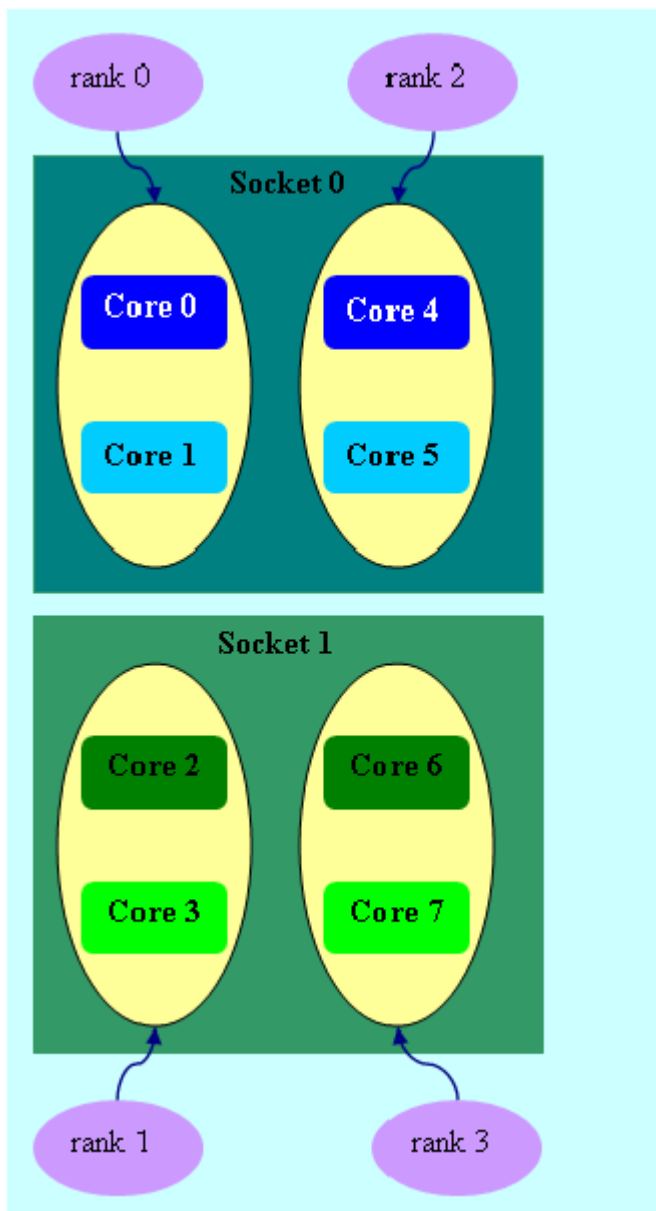 rank 0
rank 2
Socket 0
Core 0
Core 4
Core 1
Core 5
Socket 1
Core 2
Core 6
Core 3
Core 7
rank 1
rank 3